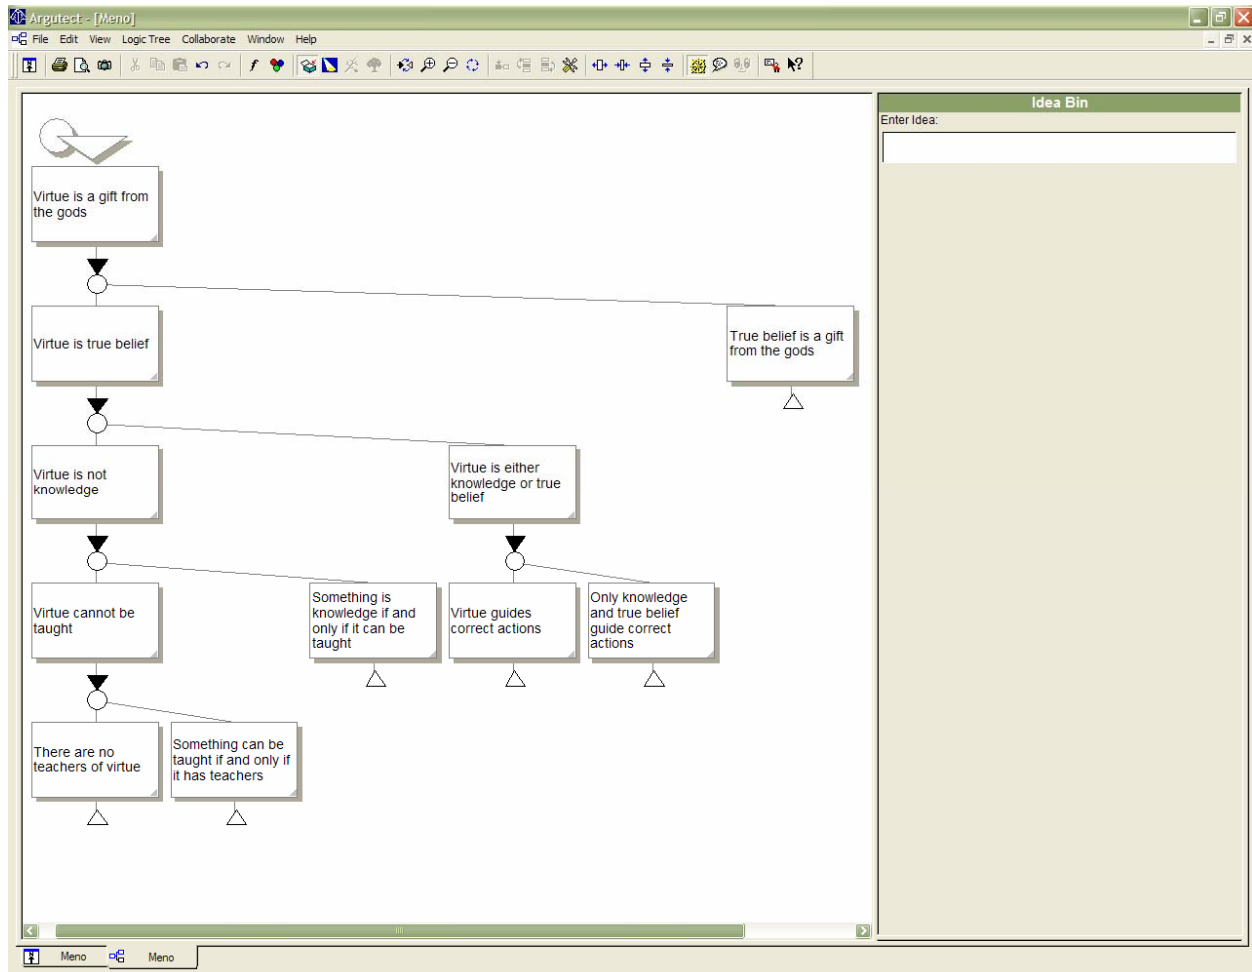 Argutect - [Meno]
File Edit View Logic Tree Collaborate Window Help
Idea Bin
Enter Idea:
Virtue is a gift from
the gods
Virtue is true belief
True belief is a gift
from the gods
Virtue is not
knowledge
Virtue is either
knowledge or true
belief
Virtue cannot be
taught
Something is
knowledge if and
only if it can be
taught
Virtue guides
correct actions
Only knowledge
and true belief
guide correct
actions
There are no
teachers of virtue
Something can be
taught if and only if
it has teachers
Meno
Meno